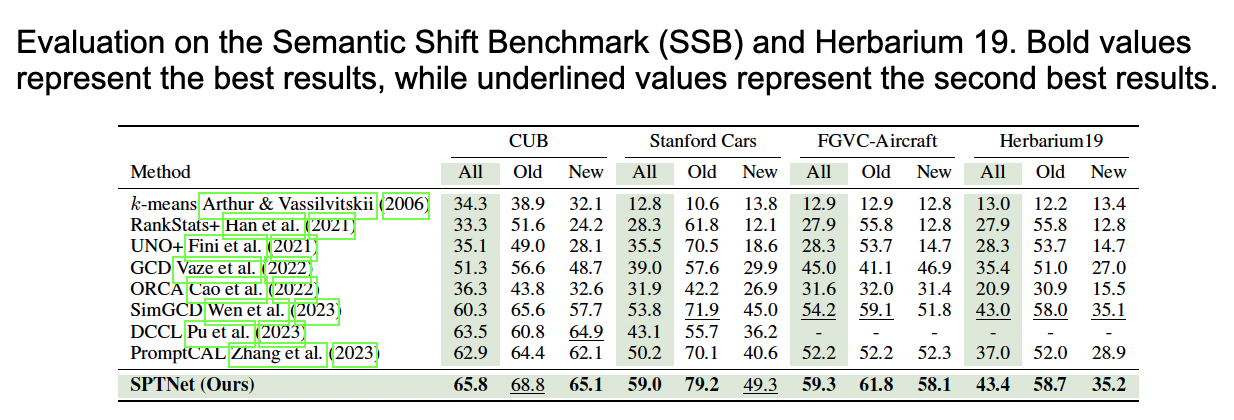 Evaluation on the Semantic Shift Benchmark (SSB) and Herbarium 19. Bold values
represent the best results, while underlined values represent the second best results.
CUB Stanford Cars FGVC-Aircraft Herbarium19
Method All Old New All Old New All Old New All Old New
k-means Arthur & Vassilvitskii (2006) 34.3 38.9 32.1 12.8 10.6 13.8 12.9 12.9 12.8 13.0 12.2 13.4
RankStats+ Han et al. (2021) 33.3 51.6 24.2 28.3 61.8 12.1 27.9 55.8 12.8 27.9 55.8 12.8
UNO+ Fini et al. (2021) 35.1 49.0 28.1 35.5 70.5 18.6 28.3 53.7 14.7 28.3 53.7 14.7
GCD Vaze et al. (2022) 51.3 56.6 48.7 39.0 57.6 29.9 45.0 41.1 46.9 35.4 51.0 27.0
ORCA Cao et al. (2022) 36.3 43.8 32.6 31.9 42.2 26.9 31.6 32.0 31.4 20.9 30.9 15.5
SimGCD Wen et al. (2023) 60.3 65.6 57.7 53.8 71.9 45.0 54.2 59.1 51.8 43.0 58.0 35.1
DCCL Pu et al. (2023) 63.5 60.8 64.9 43.1 55.7 36.2 - - - - - -
PromptCAL Zhang et al. (2023) 62.9 64.4 62.1 50.2 70.1 40.6 52.2 52.2 52.3 37.0 52.0 28.9
SPTNet (Ours) 65.8 68.8 65.1 59.0 79.2 49.3 59.3 61.8 58.1 43.4 58.7 35.2